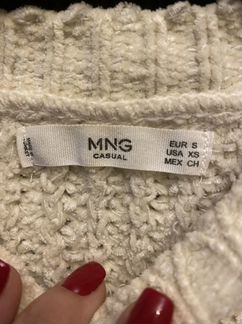 MNG
CASUAL
EUR S
USA XS
MEX CH